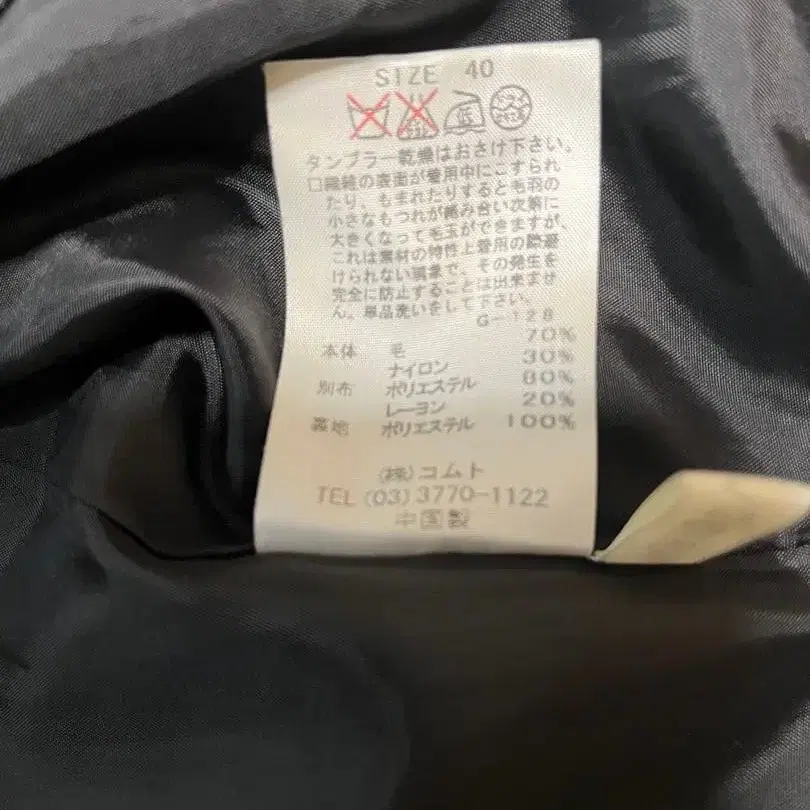 SIZE 40
低
タンブラー乾燥はおさけ下さい。
□繊維の表面が着用中にこすられ
たり、もまれたりすると毛羽の
小さなもつれが絡み合い次第に
大きくなって毛玉ができますが、
これは素材の特性上着用の際避
けられない現象で、その発生を
完全に防止することは出来ませ
ん。単品洗いをして下さい。
G-128
本体 毛 70%
ナイロン 30%
別布 ポリエステル 80%
レーヨン 20%
裏地 ポリエステル 100%
(株)コムト
TEL (03)3770-1122
中国製